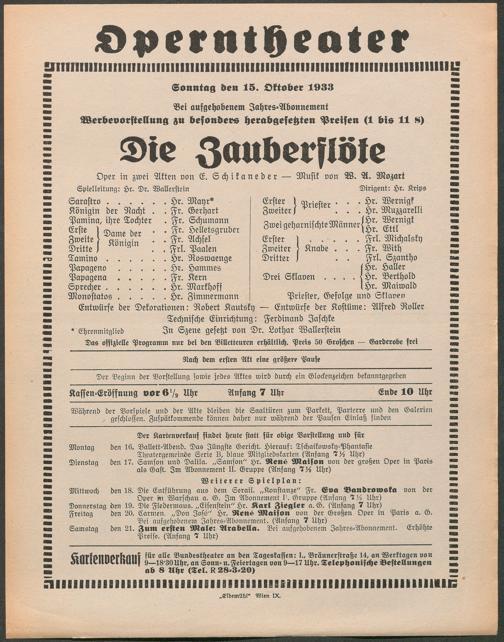 Operntheater
Sonntag den 15. Oktober 1933
Bei aufgehobenem Jahres-Abonnement
Werbevorstellung zu besonders herabgesetzten Preisen (1 bis 11 S)
Die Zauberflöte
Oper in zwei Akten von E. Schikaneder — Musik von W. A. Mozart
Spielleitung: Hr. Dr. Wallerstein
Dirigent: Hr. Krips
Sarastro . . . . . . Hr. Mayr*
Königin der Nacht . . . Fr. Gerhart
Pamina, ihre Tochter . . Fr. Schumann
Erste } Dame der Königin . . Fr. Helletsgruber
Zweite . . Fr. Achsel
Dritte . . Frl. Paalen
Tamino . . . . . . Hr. Roswaenge
Papageno . . . . . Hr. Hammes
Papagena . . . . . Fr. Kern
Sprecher . . . . . Hr. Markhoff
Monostatos . . . . . Hr. Zimmermann
Erster } Priester . . . Hr. Wernigk
Zweiter . . . Hr. Muzzarelli
Zwei geharnischte Männer { Hr. Wernigk
Hr. Ettl
Erster } Knabe . . Frl. Michalsky
Zweiter . . Fr. With
Dritter . . Frl. Szantho
Drei Sklaven . . . . { Hr. Haller
Hr. Berthold
Hr. Maiwald
Priester, Gefolge und Sklaven
Entwürfe der Dekorationen: Robert Kautsky — Entwürfe der Kostüme: Alfred Roller
Technische Einrichtung: Ferdinand Jaschke
* Ehrenmitglied
In Szene gesetzt von Dr. Lothar Wallerstein
Das offizielle Programm nur bei den Billetteuren erhältlich. Preis 50 Groschen — Garderobe frei
Nach dem ersten Akt eine größere Pause
Der Beginn der Vorstellung sowie jedes Aktes wird durch ein Glockenzeichen bekanntgegeben
Kassen-Eröffnung vor 6½ Uhr Anfang 7 Uhr Ende 10 Uhr
Während der Vorspiele und der Akte bleiben die Saaltüren zum Parkett, Parterre und den Galerien
geschlossen. Zuspätkommende können daher nur während der Pausen Einlaß finden
Der Kartenverkauf findet heute statt für obige Vorstellung und für
Montag den 16. Ballett-Abend. Das Jüngste Gericht. Hierauf: Tschaikowsky-Phantasie
Theatergemeinde Serie B, blaue Mitgliedskarten (Anfang 7½ Uhr)
Dienstag den 17. Samson und Dalila. „Samson“ Hr. René Maison von der großen Oper in Paris
als Gast. Im Abonnement II. Gruppe (Anfang 7 Uhr)
Weiterer Spielplan:
Mittwoch den 18. Die Entführung aus dem Serail. „Konstanze“ Fr. Eva Bandrowska von der
Oper in Warschau a. G. Im Abonnement I. Gruppe (Anfang 7½ Uhr)
Donnerstag den 19. Die Fledermaus. „Eisenstein“ Hr. Karl Ziegler a. G. (Anfang 7 Uhr)
Freitag den 20. Carmen. „Don José“ Hr. René Maison von der Großen Oper in Paris a. G.
Bei aufgehobenem Jahres-Abonnement. (Anfang 7 Uhr)
Samstag den 21. Zum ersten Male: Arabella. Bei aufgehobenem Jahres-Abonnement. Erhöhte
Preise. (Anfang 7 Uhr)
Kartenverkauf für alle Bundestheater an den Tageskassen: I., Bräunerstraße 14, an Werktagen von
9—18·30 Uhr, an Sonn- u. Feiertagen von 9—17 Uhr. Telephonische Bestellungen
ab 8 Uhr (Tel. R 28-3-20)
„Elbemühl“ Wien IX.